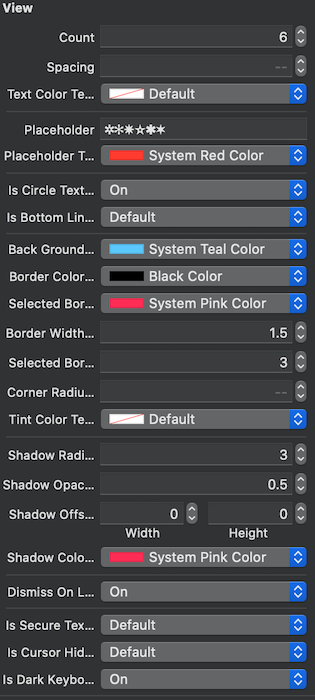 View
Count 6
Spacing --
Text Color Te... Default
Placeholder ✲✻✷☆✱✶
Placeholder T... System Red Color
Is Circle Text... On
Is Bottom Lin... Default
Back Ground... System Teal Color
Border Color... Black Color
Selected Bor... System Pink Color
Border Width... 1.5
Selected Bor... 3
Corner Radiu... --
Tint Color Te... Default
Shadow Radi... 3
Shadow Opac... 0.5
Shadow Offs... 0 0
Width Height
Shadow Colo... System Pink Color
Dismiss On L... On
Is Secure Tex... Default
Is Cursor Hid... Default
Is Dark Keybo... On